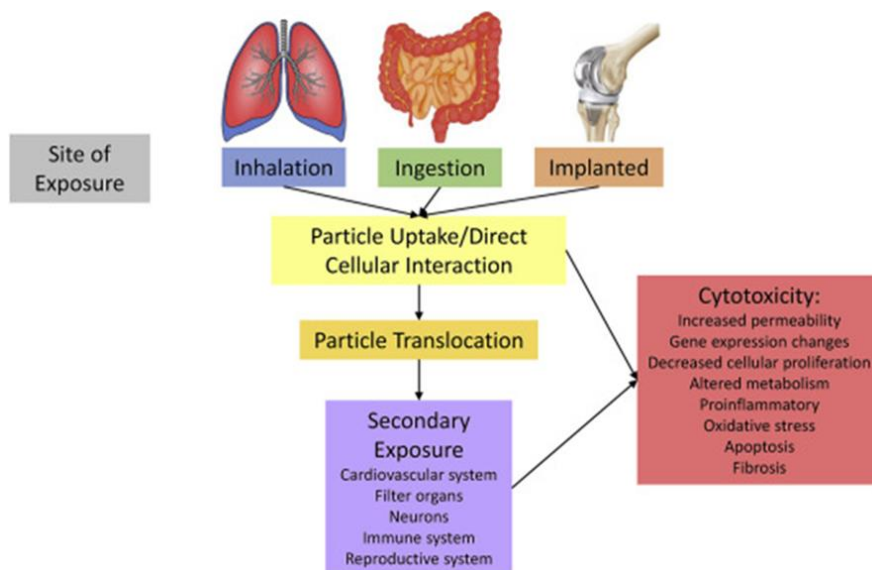 Site of
Exposure
Inhalation
Ingestion
Implanted
Particle Uptake/Direct
Cellular Interaction
Particle Translocation
Secondary
Exposure
Cardiovascular system
Filter organs
Neurons
Immune system
Reproductive system
Cytotoxicity:
Increased permeability
Gene expression changes
Decreased cellular proliferation
Altered metabolism
Proinflammatory
Oxidative stress
Apoptosis
Fibrosis